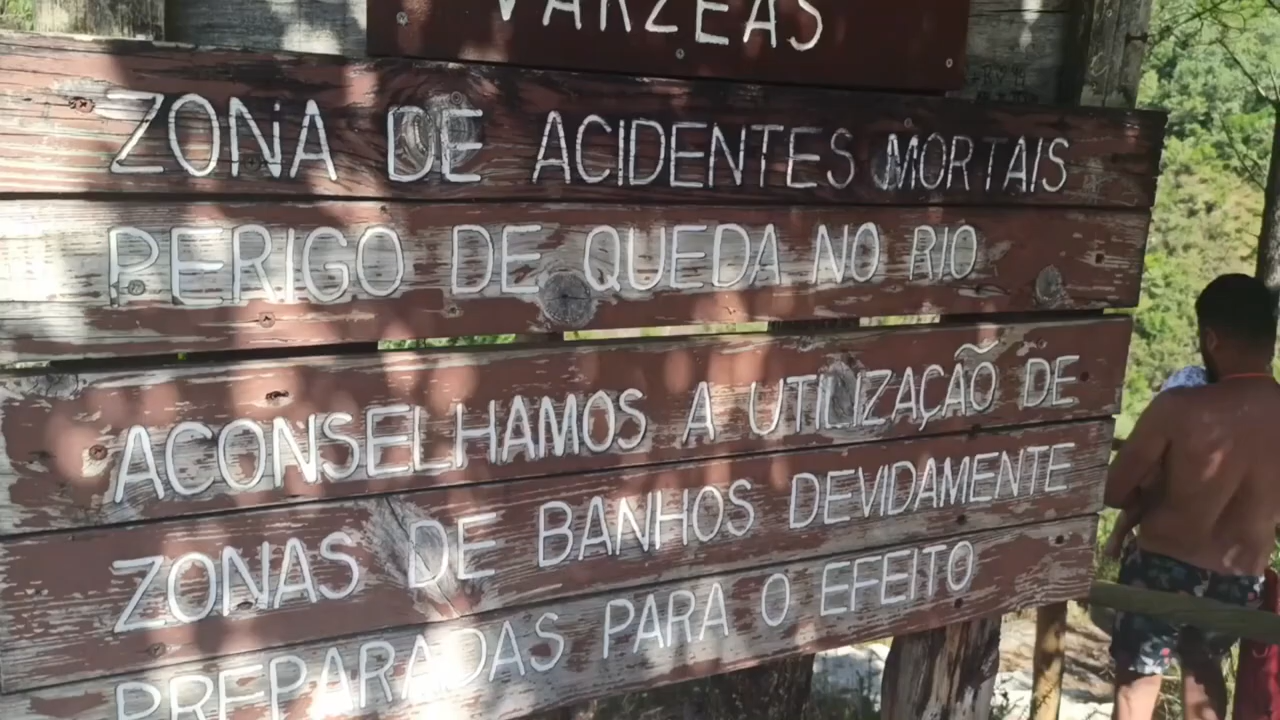 VÁRZEAS
ZONA DE ACIDENTES MORTAIS
PERIGO DE QUEDA NO RIO
ACONSELHAMOS A UTILIZAÇÃO DE
ZONAS DE BANHOS DEVIDAMENTE
PREPARADAS PARA O EFEITO